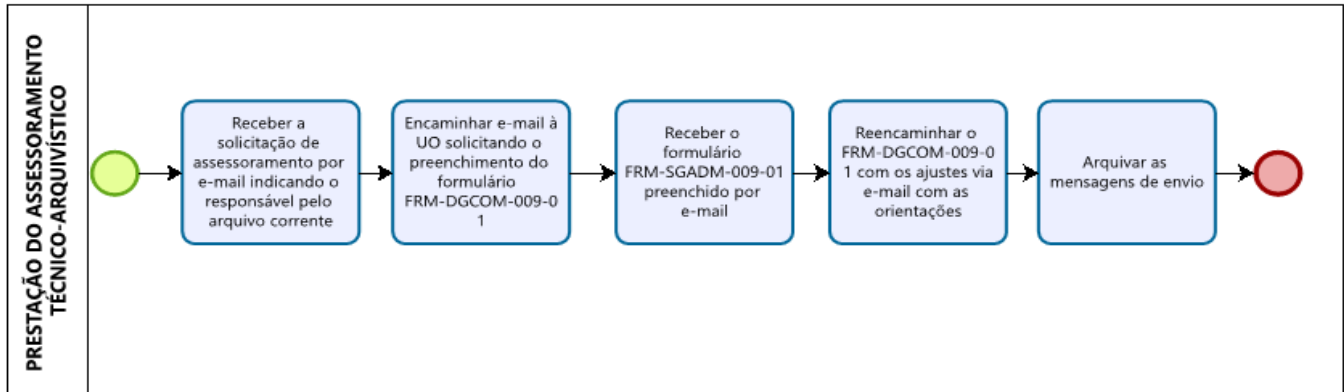 PRESTAÇÃO DO ASSESSORAMENTO
TÉCNICO-ARQUIVÍSTICO
Receber a
solicitação de
assessoramento por
e-mail indicando o
responsável pelo
arquivo corrente
Encaminhar e-mail à
UO solicitando o
preenchimento do
formulário
FRM-DGCOM-009-0
1
Receber o
formulário
FRM-SGADM-009-01
preenchido por
e-mail
Reencaminhar o
FRM-DGCOM-009-0
1 com os ajustes via
e-mail com as
orientações
Arquivar as
mensagens de envio